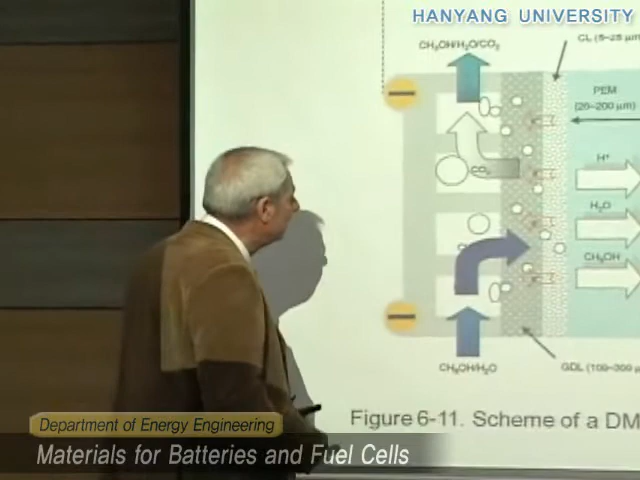 HANYANG UNIVERSITY
CH₃OH/H₂O/CO₂
CL (5~25 μm
PEM
(20~200 μm)
CO₂
H⁺
H₂O
CH₃OH
CH₃OH/H₂O
GDL (100~300 μ
Figure 6-11. Scheme of a DM
Department of Energy Engineering
Materials for Batteries and Fuel Cells